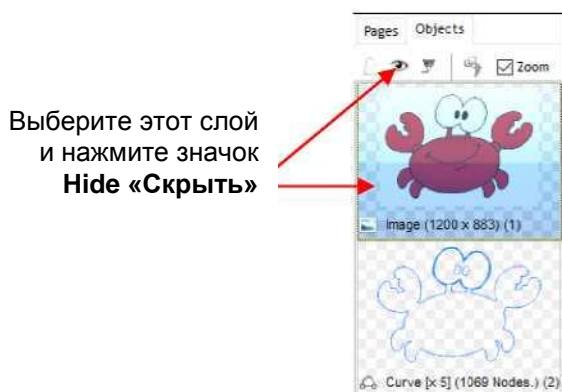 Pages Objects
Zoom
Выберите этот слой
и нажмите значок
Hide «Скрыть»
Image (1200 x 883) (1)
Curve [x 5] (1069 Nodes.) (2)